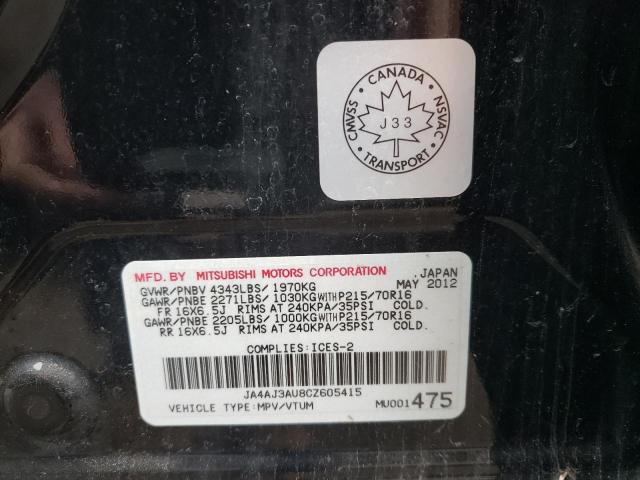 CANADA
CMVSS
NSVAC
J33
TRANSPORT
MFD. BY MITSUBISHI MOTORS CORPORATION
JAPAN
GVWR/PNBV 4343LBS/1970KG
MAY 2012
GAWR/PNBE 2271LBS/1030KG WITH P215/70R16
FR 16X6.5J RIMS AT 240KPA/35PSI COLD.
GAWR/PNBE 2205LBS/1000KG WITH P215/70R16
RR 16X6.5J RIMS AT 240KPA/35PSI COLD.
COMPLIES:ICES-2
JA4AJ3AU8CZ605415
VEHICLE TYPE:MPV/VTUM MU001475